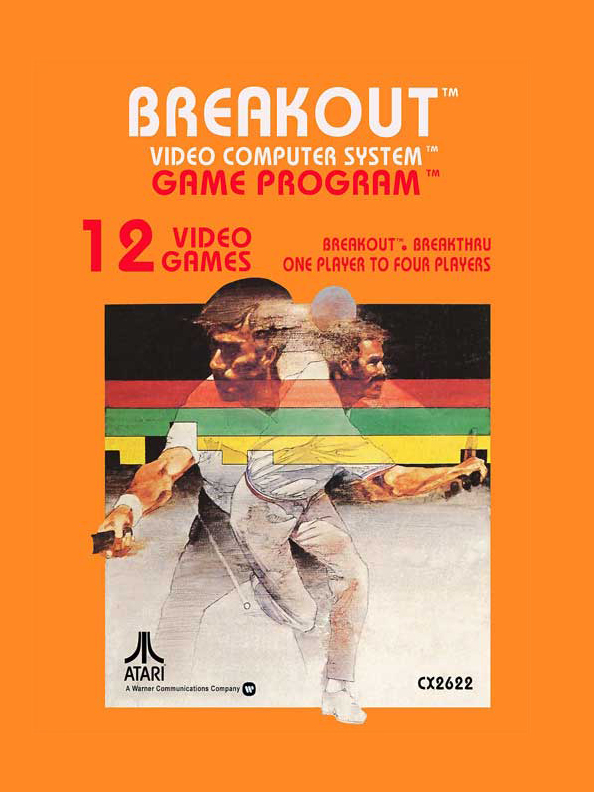 BREAKOUT™
VIDEO COMPUTER SYSTEM™
GAME PROGRAM™
12 VIDEO GAMES
BREAKOUT™• BREAKTHRU
ONE PLAYER TO FOUR PLAYERS
ATARI
A Warner Communications Company
CX2622